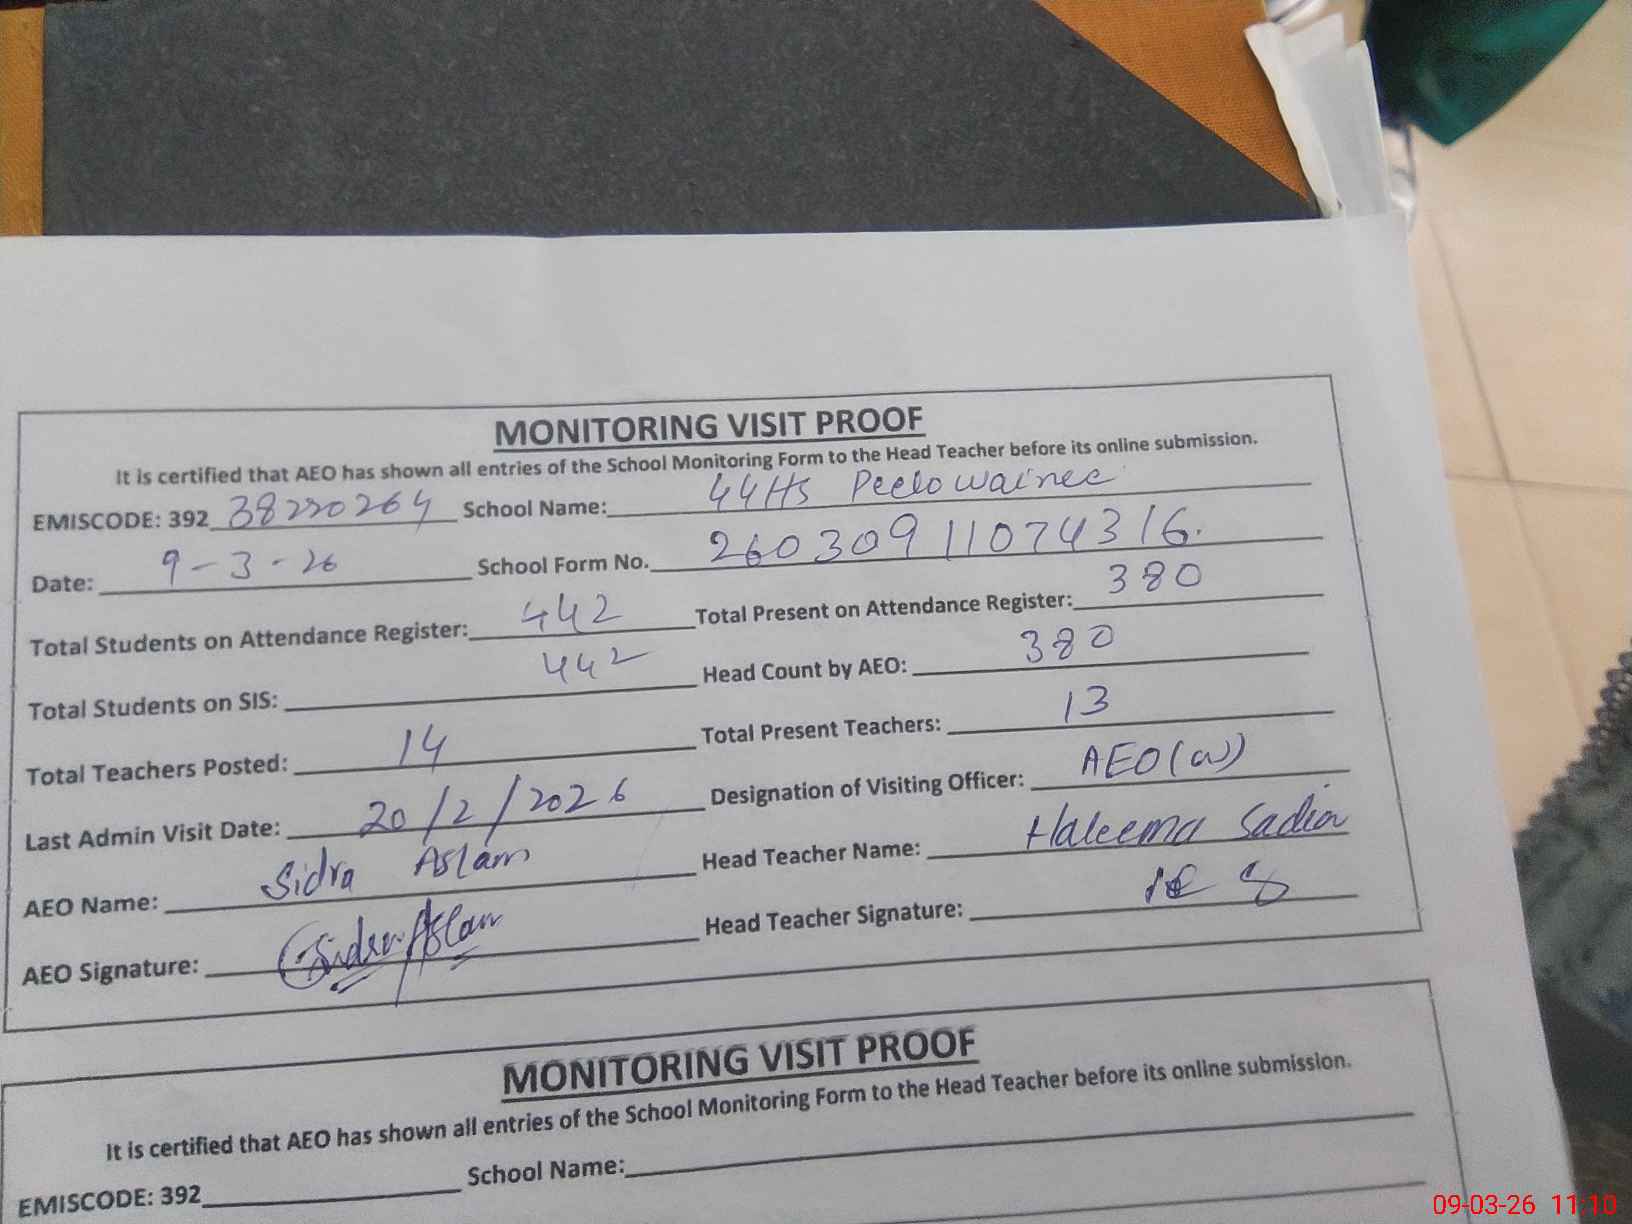 MONITORING VISIT PROOF
It is certified that AEO has shown all entries of the School Monitoring Form to the Head Teacher before its online submission.
EMISCODE: 392 38220264 School Name: 44Hs Peelowainee
Date: 9-3-26 School Form No. 26030911074316.
Total Students on Attendance Register: 442 Total Present on Attendance Register: 380
Total Students on SIS: 442 Head Count by AEO: 380
Total Teachers Posted: 14 Total Present Teachers: 13
Last Admin Visit Date: 20/2/2026 Designation of Visiting Officer: AEO(W)
AEO Name: Sidra Aslam Head Teacher Name: Haleema Sadia
AEO Signature: Sidra Aslam Head Teacher Signature:
MONITORING VISIT PROOF
It is certified that AEO has shown all entries of the School Monitoring Form to the Head Teacher before its online submission.
EMISCODE: 392 School Name:
09-03-26 11:10